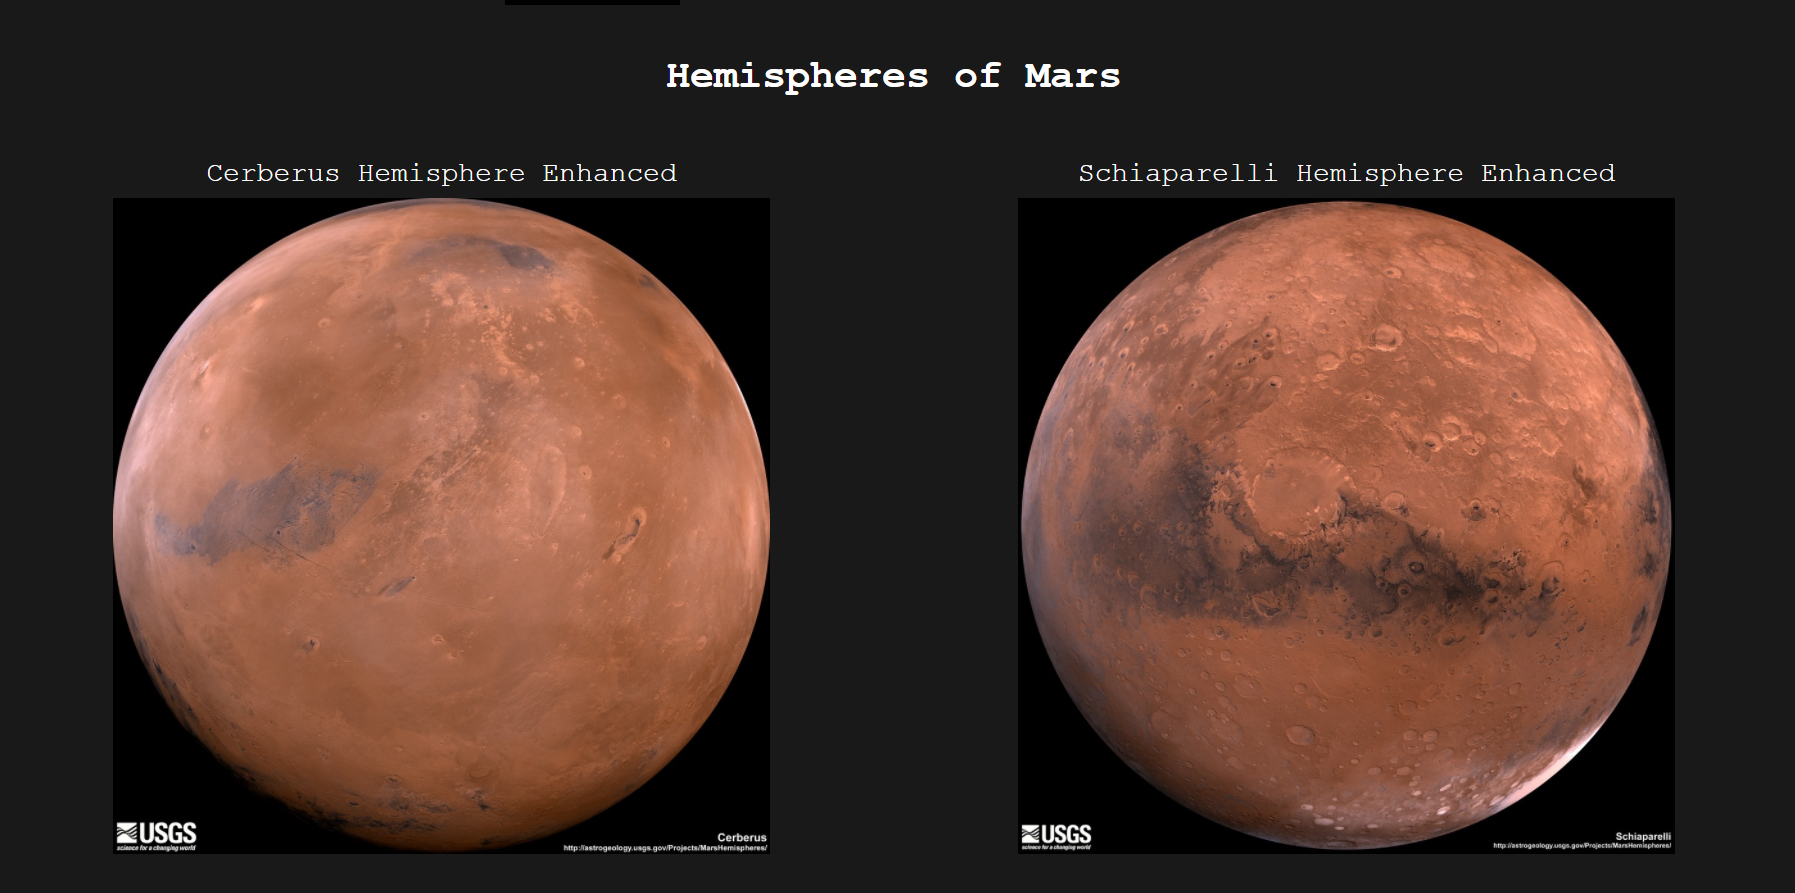 Hemispheres of Mars
Cerberus Hemisphere Enhanced
Schiaparelli Hemisphere Enhanced
USGS
science for a changing world
Cerberus
http://astrogeology.usgs.gov/Projects/MarsHemispheres/
USGS
science for a changing world
Schiaparelli
http://astrogeology.usgs.gov/Projects/MarsHemispheres/